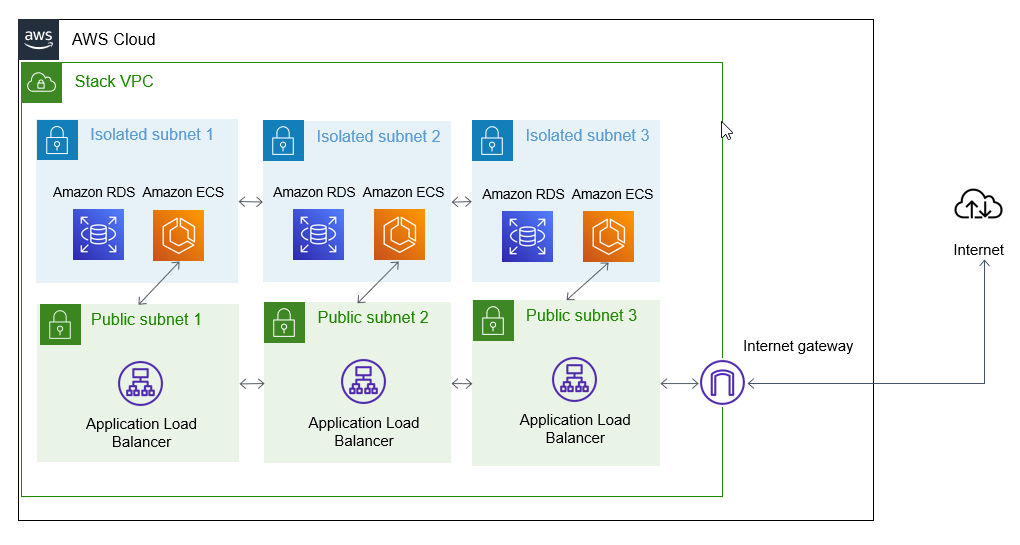 aws
AWS Cloud
Stack VPC
Isolated subnet 1
Isolated subnet 2
Isolated subnet 3
Amazon RDS
Amazon ECS
Amazon RDS
Amazon ECS
Amazon RDS
Amazon ECS
Internet
Public subnet 1
Public subnet 2
Public subnet 3
Internet gateway
Application Load
Balancer
Application Load
Balancer
Application Load
Balancer